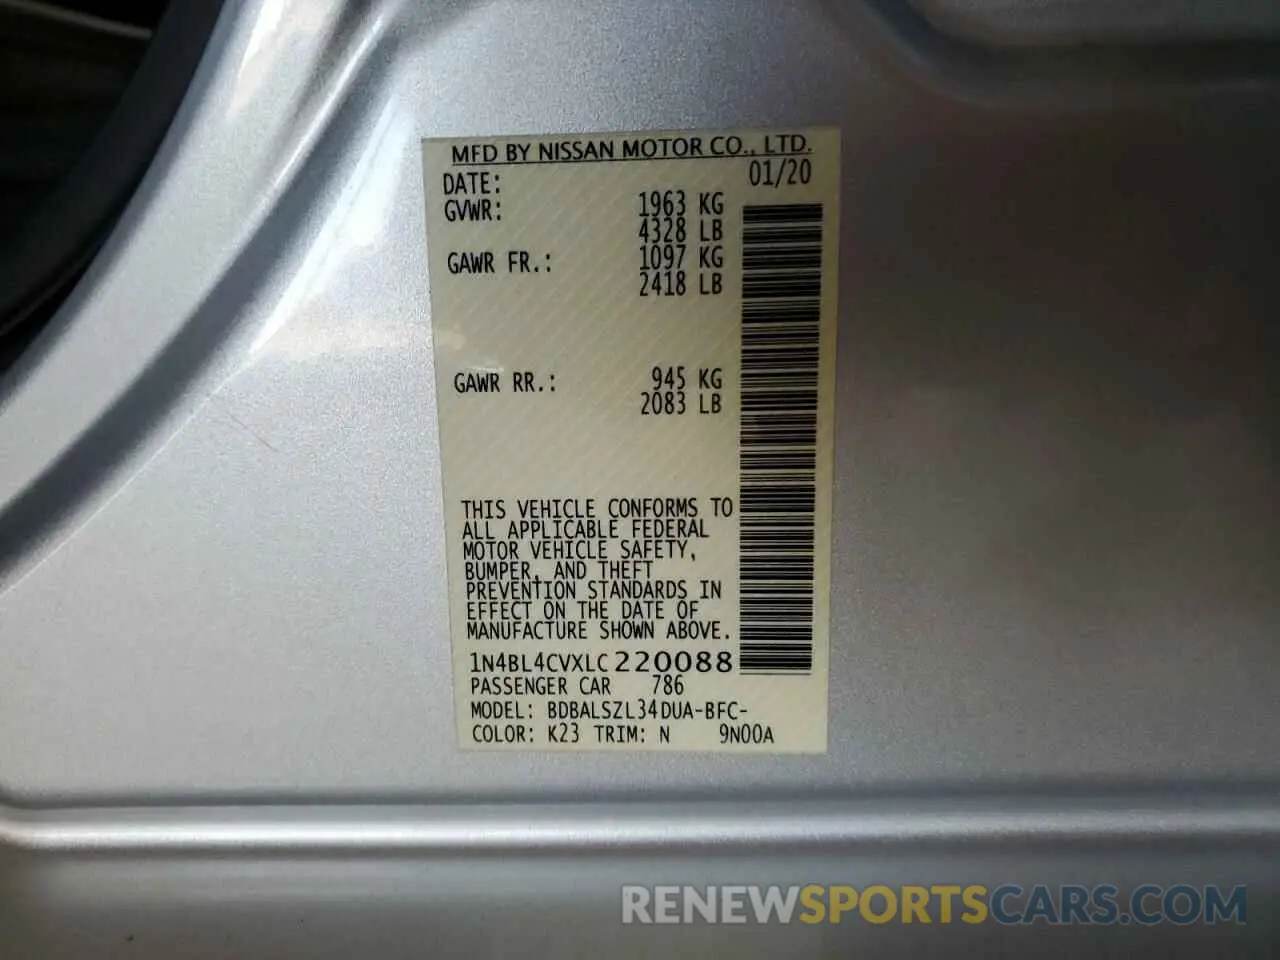 MFD BY NISSAN MOTOR CO., LTD.
DATE: 01/20
GVWR: 1963 KG
4328 LB
GAWR FR.: 1097 KG
2418 LB
GAWR RR.: 945 KG
2083 LB
THIS VEHICLE CONFORMS TO
ALL APPLICABLE FEDERAL
MOTOR VEHICLE SAFETY,
BUMPER, AND THEFT
PREVENTION STANDARDS IN
EFFECT ON THE DATE OF
MANUFACTURE SHOWN ABOVE.
1N4BL4CVXLC220088
PASSENGER CAR 786
MODEL: BDBALSZL34DUA-BFC-
COLOR: K23 TRIM: N 9N00A
RENEWSPORTSCARS.COM